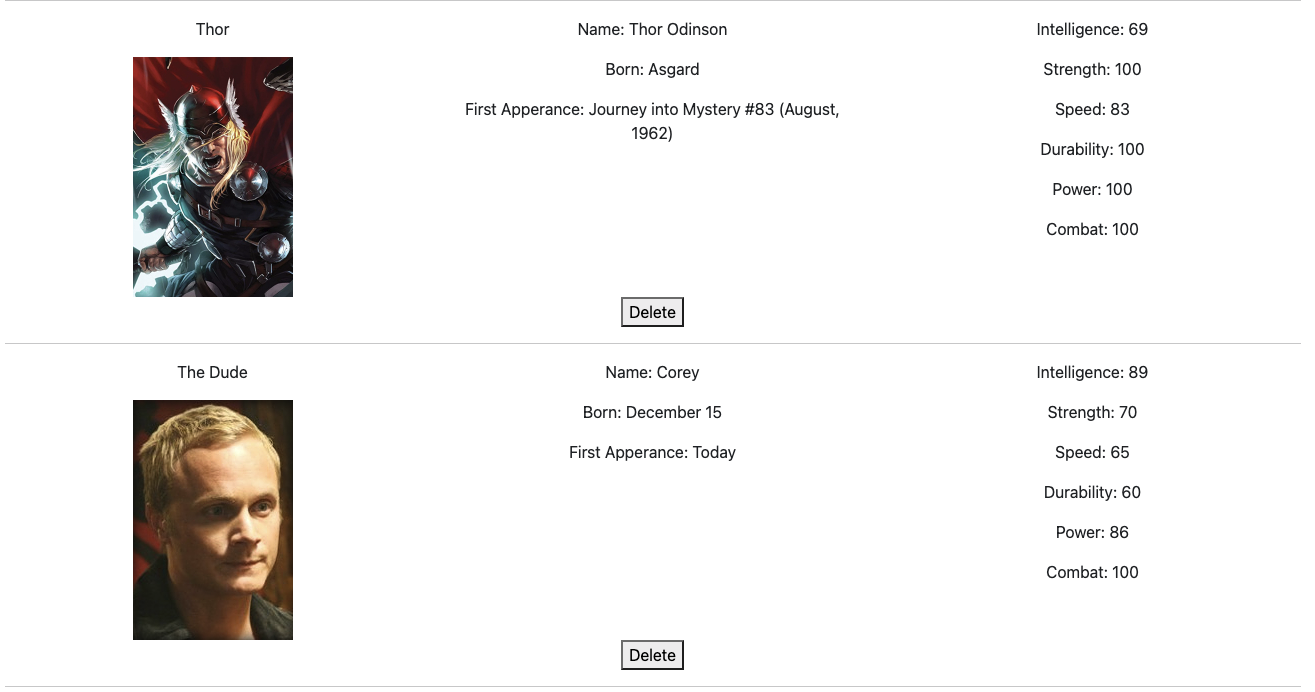 Thor
Name: Thor Odinson
Born: Asgard
First Apperance: Journey into Mystery #83 (August,
1962)
Intelligence: 69
Strength: 100
Speed: 83
Durability: 100
Power: 100
Combat: 100
Delete
The Dude
Name: Corey
Born: December 15
First Apperance: Today
Intelligence: 89
Strength: 70
Speed: 65
Durability: 60
Power: 86
Combat: 100
Delete